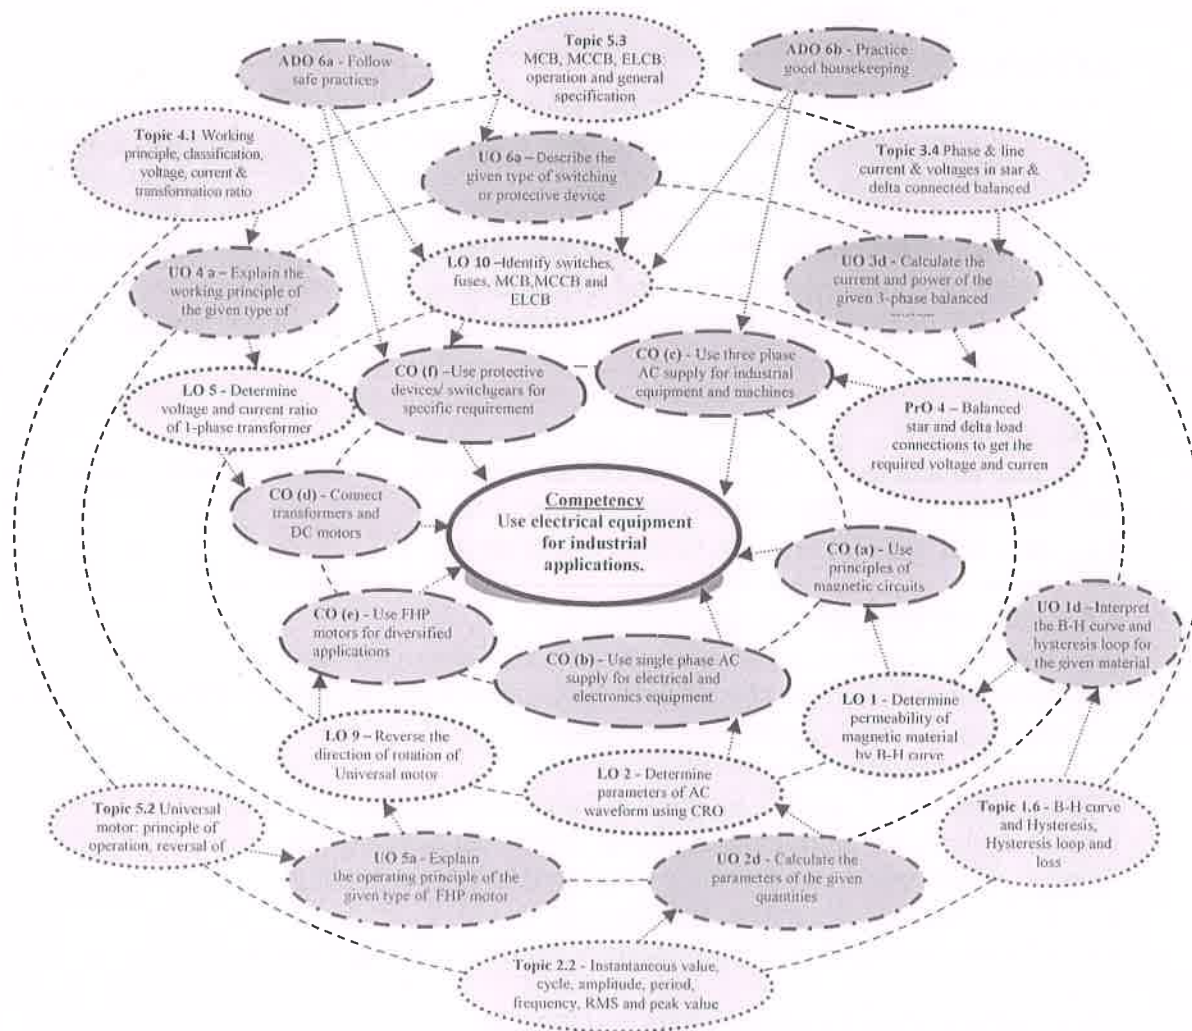 ADO 6a - Follow
safe practices
Topic 5.3
MCB, MCCB, ELCB:
operation and general
specification
ADO 6b - Practice
good housekeeping
Topic 4.1 Working
principle, classification,
voltage, current &
transformation ratio
UO 6a – Describe the
given type of switching
or protective device
Topic 3.4 Phase & line
current & voltages in star &
delta connected balanced
UO 4 a – Explain the
working principle of
the given type of
LO 10 –Identify switches,
fuses, MCB,MCCB and
ELCB
UO 3d - Calculate the
current and power of the
given 3-phase balanced
LO 5 - Determine
voltage and current ratio
of 1-phase transformer
CO (f) –Use protective
devices/ switchgears for
specific requirement
CO (c) - Use three phase
AC supply for industrial
equipment and machines
PrO 4 – Balanced
star and delta load
connections to get the
required voltage and curren
CO (d) - Connect
transformers and
DC motors
Competency
Use electrical equipment
for industrial
applications.
CO (a) - Use
principles of
magnetic circuits
CO (e) - Use FHP
motors for diversified
applications
CO (b) - Use single phase AC
supply for electrical and
electronics equipment
UO 1d –Interpret
the B-H curve and
hysteresis loop for
the given material
LO 1 - Determine
permeability of
magnetic material
by B-H curve
LO 9 – Reverse the
direction of rotation of
Universal motor
LO 2 – Determine
parameters of AC
waveform using CRO
Topic 5.2 Universal
motor: principle of
operation, reversal of
Topic 1.6 - B-H curve
and Hysteresis,
Hysteresis loop and
loss
UO 5a - Explain
the operating principle of the
given type of FHP motor
UO 2d - Calculate the
parameters of the given
quantities
Topic 2.2 - Instantaneous value,
cycle, amplitude, period,
frequency, RMS and peak value